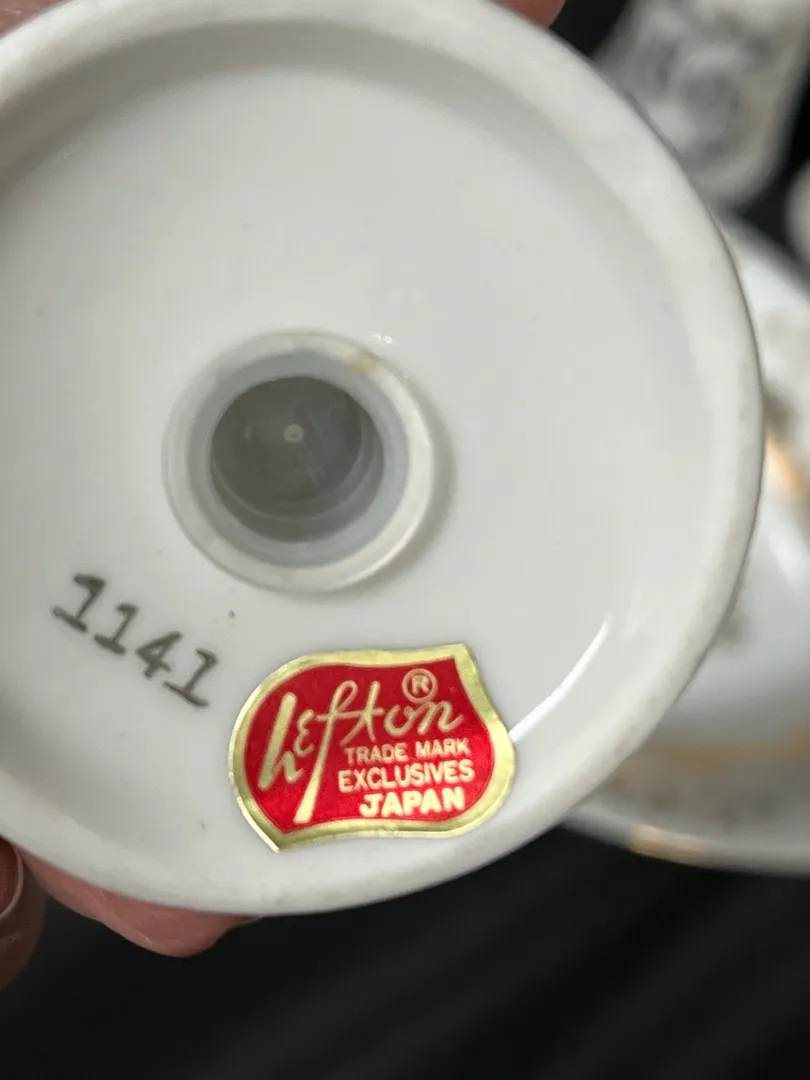 1141
Lefton ®
TRADE MARK
EXCLUSIVES
JAPAN